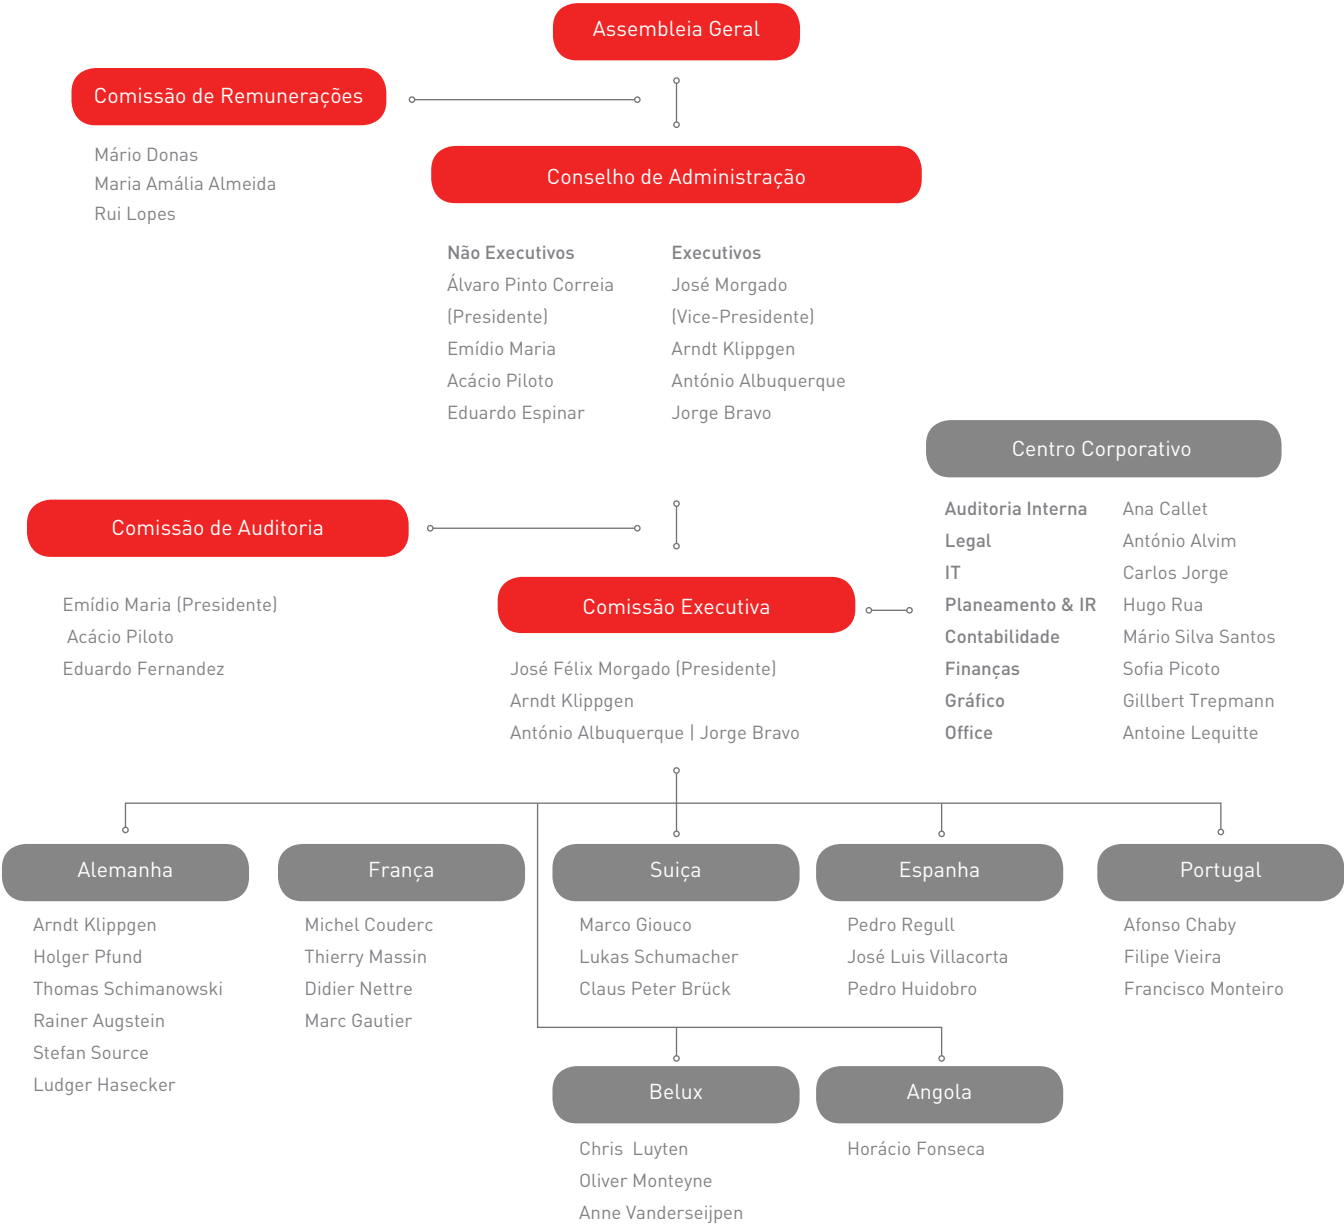 Assembleia Geral
Comissão de Remunerações
Mário Donas
Maria Amália Almeida
Rui Lopes
Conselho de Administração
Não Executivos
Álvaro Pinto Correia
(Presidente)
Emídio Maria
Acácio Piloto
Eduardo Espinar
Executivos
José Morgado
(Vice-Presidente)
Arndt Klippgen
António Albuquerque
Jorge Bravo
Centro Corporativo
Auditoria Interna Ana Callet
Legal António Alvim
IT Carlos Jorge
Planeamento & IR Hugo Rua
Contabilidade Mário Silva Santos
Finanças Sofia Picoto
Gráfico Gillbert Trepmann
Office Antoine Lequitte
Comissão de Auditoria
Emídio Maria (Presidente)
Acácio Piloto
Eduardo Fernandez
Comissão Executiva
José Félix Morgado (Presidente)
Arndt Klippgen
António Albuquerque | Jorge Bravo
Alemanha
Arndt Klippgen
Holger Pfund
Thomas Schimanowski
Rainer Augstein
Stefan Source
Ludger Hasecker
França
Michel Couderc
Thierry Massin
Didier Nettre
Marc Gautier
Suiça
Marco Giouco
Lukas Schumacher
Claus Peter Brück
Espanha
Pedro Regull
José Luis Villacorta
Pedro Huidobro
Portugal
Afonso Chaby
Filipe Vieira
Francisco Monteiro
Belux
Chris Luyten
Oliver Monteyne
Anne Vanderseijpen
Angola
Horácio Fonseca